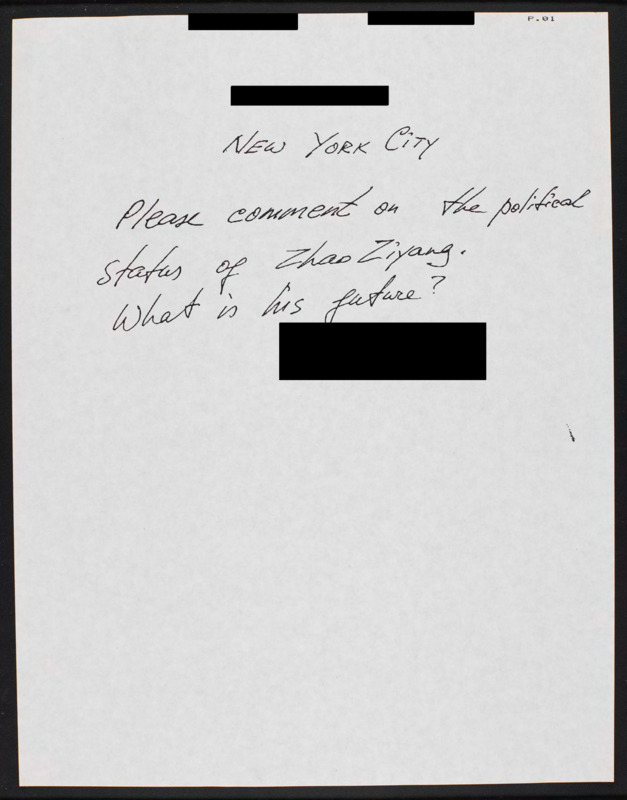 P.01
NEW YORK CITY
Please comment on the political
status of Zhao Ziyang.
What is his future?